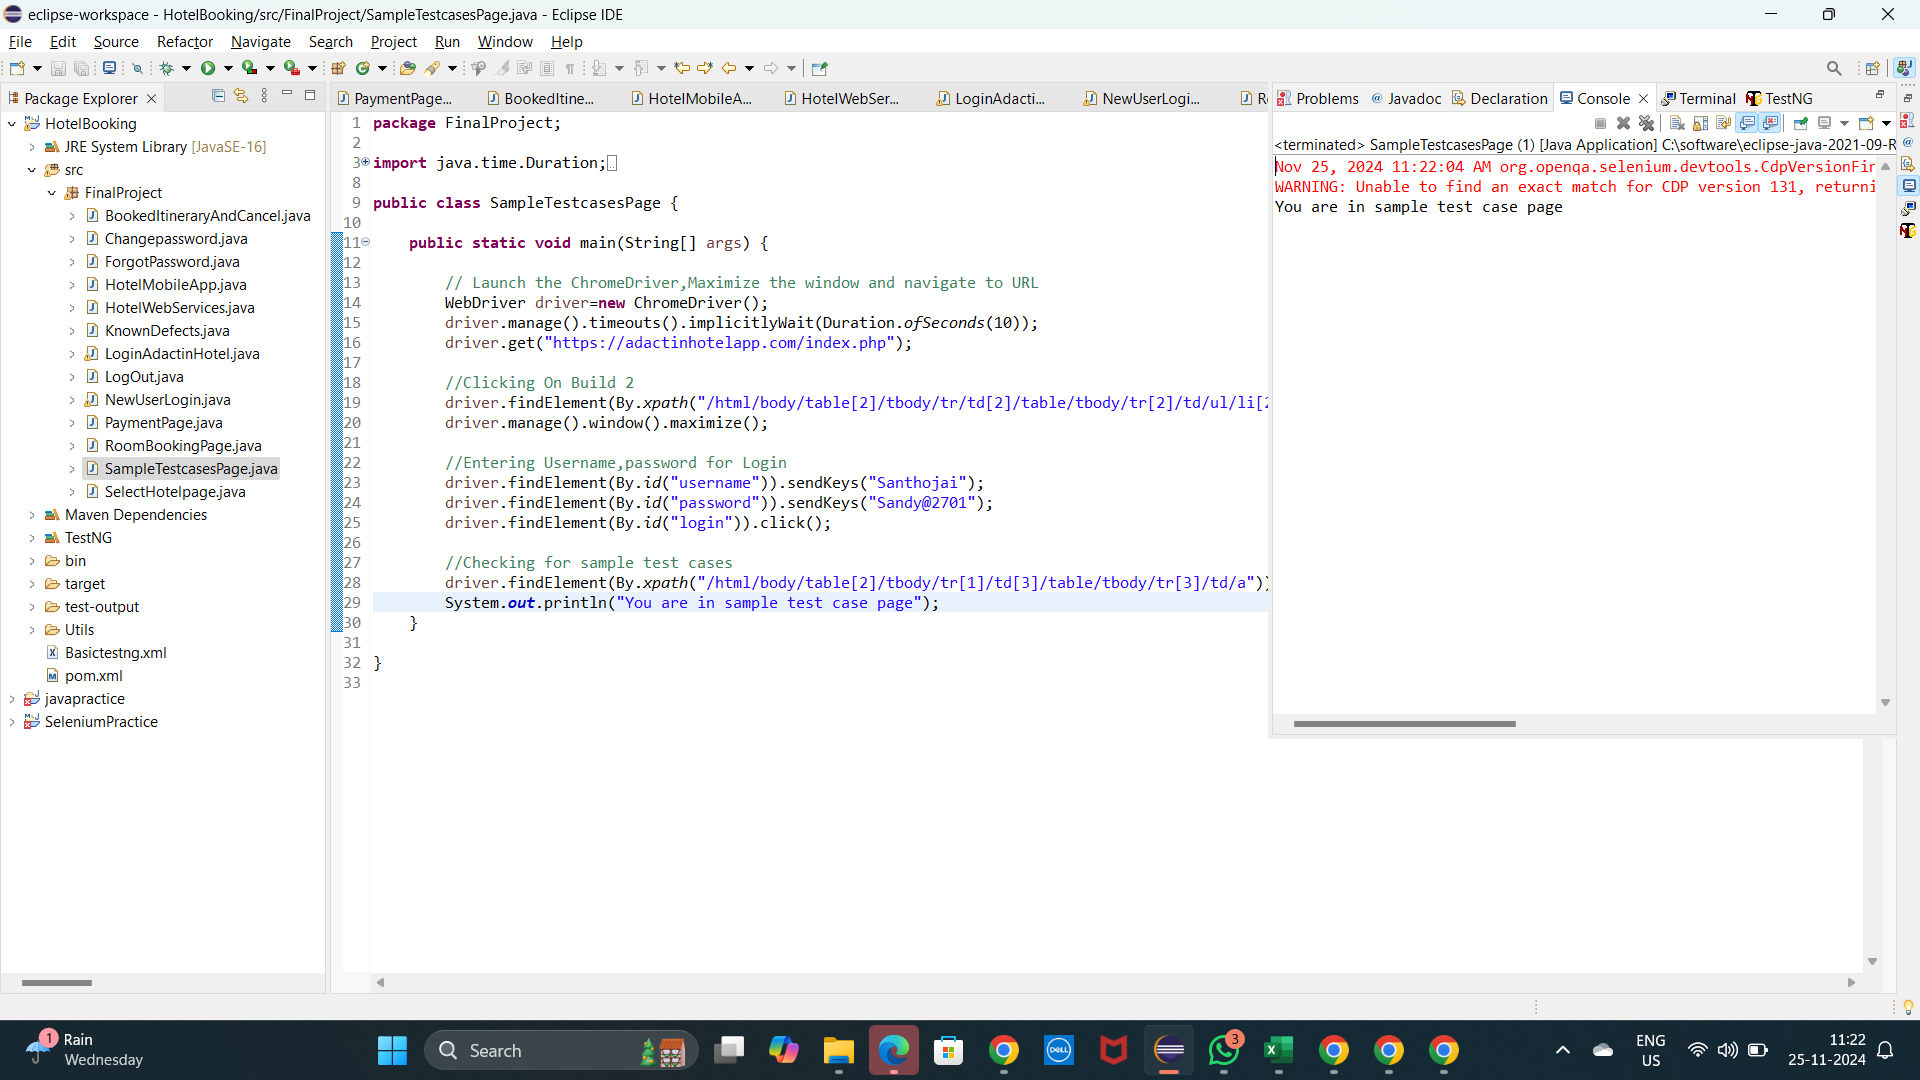 eclipse-workspace - HotelBooking/src/FinalProject/SampleTestcasesPage.java - Eclipse IDE
File Edit Source Refactor Navigate Search Project Run Window Help
Package Explorer
HotelBooking
JRE System Library [JavaSE-16]
src
FinalProject
BookedItineraryAndCancel.java
Changepassword.java
ForgotPassword.java
HotelMobileApp.java
HotelWebServices.java
KnownDefects.java
LoginAdactinHotel.java
LogOut.java
NewUserLogin.java
PaymentPage.java
RoomBookingPage.java
SampleTestcasesPage.java
SelectHotelpage.java
Maven Dependencies
TestNG
bin
target
test-output
Utils
Basictestng.xml
pom.xml
javapractice
SeleniumPractice
PaymentPage... BookedItine... HotelMobileA... HotelWebSer... LoginAdacti... NewUserLogi... R
1 package FinalProject;
2
3 import java.time.Duration;
8
9 public class SampleTestcasesPage {
10
11 public static void main(String[] args) {
12
13 // Launch the ChromeDriver,Maximize the window and navigate to URL
14 WebDriver driver=new ChromeDriver();
15 driver.manage().timeouts().implicitlyWait(Duration.ofSeconds(10));
16 driver.get("https://adactinhotelapp.com/index.php");
17
18 //Clicking On Build 2
19 driver.findElement(By.xpath("/html/body/table[2]/tbody/tr/td[2]/table/tbody/tr[2]/td/ul/li[2
20 driver.manage().window().maximize();
21
22 //Entering Username,password for Login
23 driver.findElement(By.id("username")).sendKeys("Santhojai");
24 driver.findElement(By.id("password")).sendKeys("Sandy@2701");
25 driver.findElement(By.id("login")).click();
26
27 //Checking for sample test cases
28 driver.findElement(By.xpath("/html/body/table[2]/tbody/tr[1]/td[3]/table/tbody/tr[3]/td/a"))
29 System.out.println("You are in sample test case page");
30 }
31
32 }
33
Problems Javadoc Declaration Console Terminal TestNG
<terminated> SampleTestcasesPage (1) [Java Application] C:\software\eclipse-java-2021-09-R
Nov 25, 2024 11:22:04 AM org.openqa.selenium.devtools.CdpVersionFin
WARNING: Unable to find an exact match for CDP version 131, returni
You are in sample test case page
1
Rain
Wednesday
Search
DELL
3
ENG
US
11:22
25-11-2024